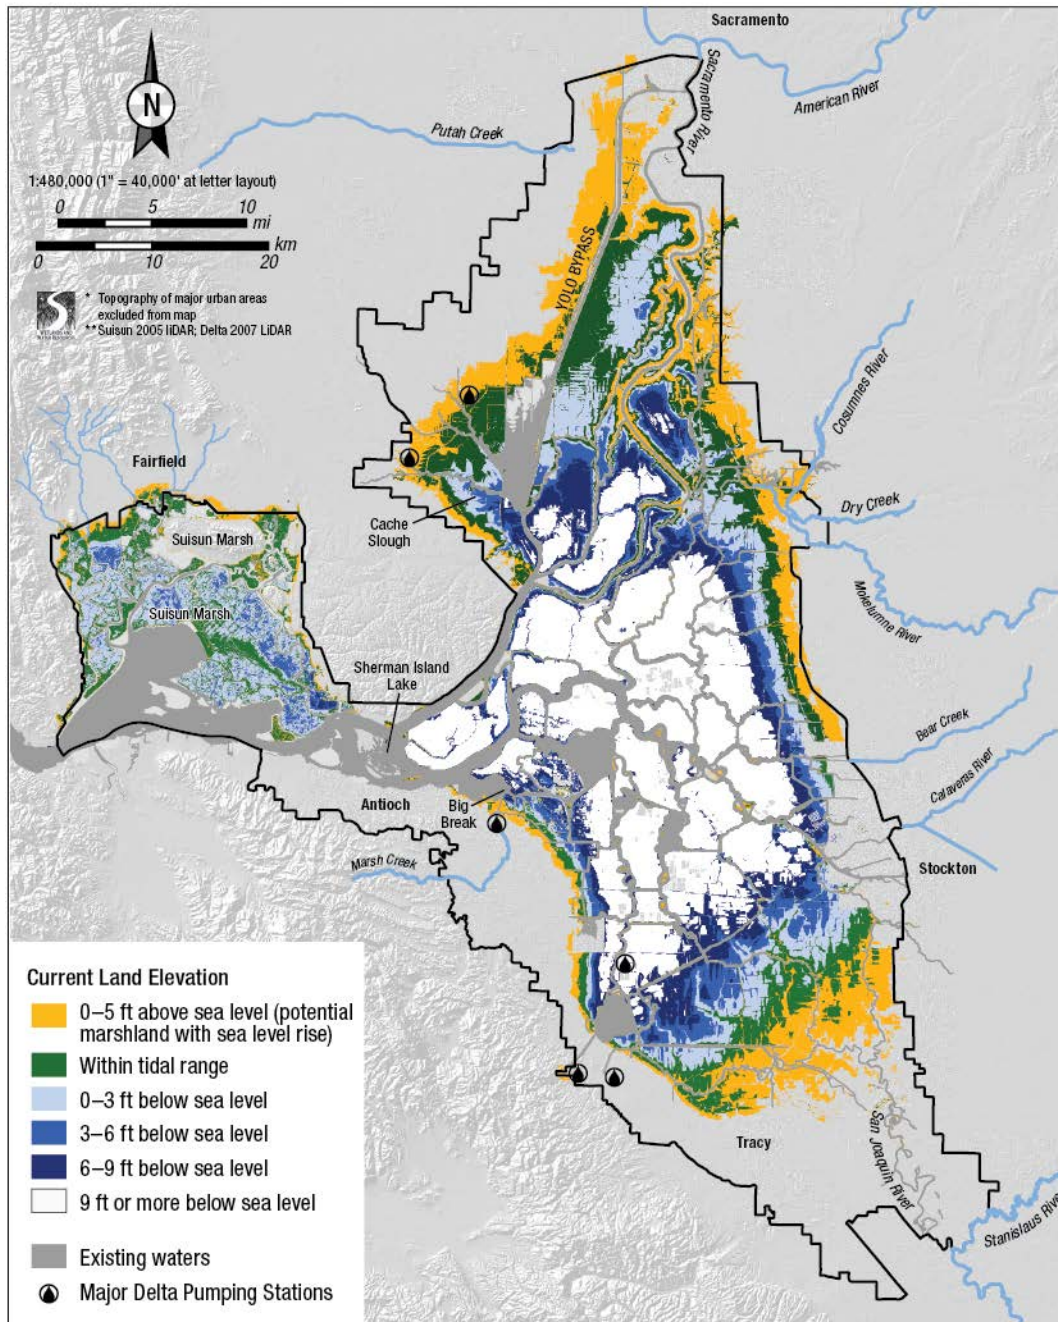 Sacramento
Sacramento River
American River
Putah Creek
N
1:480,000 (1" = 40,000' at letter layout)
0 5 10
mi
km
0 10 20
YOLO BYPASS
* Topography of major urban areas
excluded from map
** Suisun 2005 liDAR; Delta 2007 LiDAR
Cosumnes River
Fairfield
Dry Creek
Cache
Slough
Suisun Marsh
Mokelumne River
Suisun Marsh
Sherman Island
Lake
Bear Creek
Calaveras River
Antioch
Big
Break
Marsh Creek
Stockton
Current Land Elevation
0–5 ft above sea level (potential
marshland with sea level rise)
Within tidal range
0–3 ft below sea level
3–6 ft below sea level
6–9 ft below sea level
9 ft or more below sea level
Existing waters
Major Delta Pumping Stations
Tracy
San Joaquin River
Stanislaus River